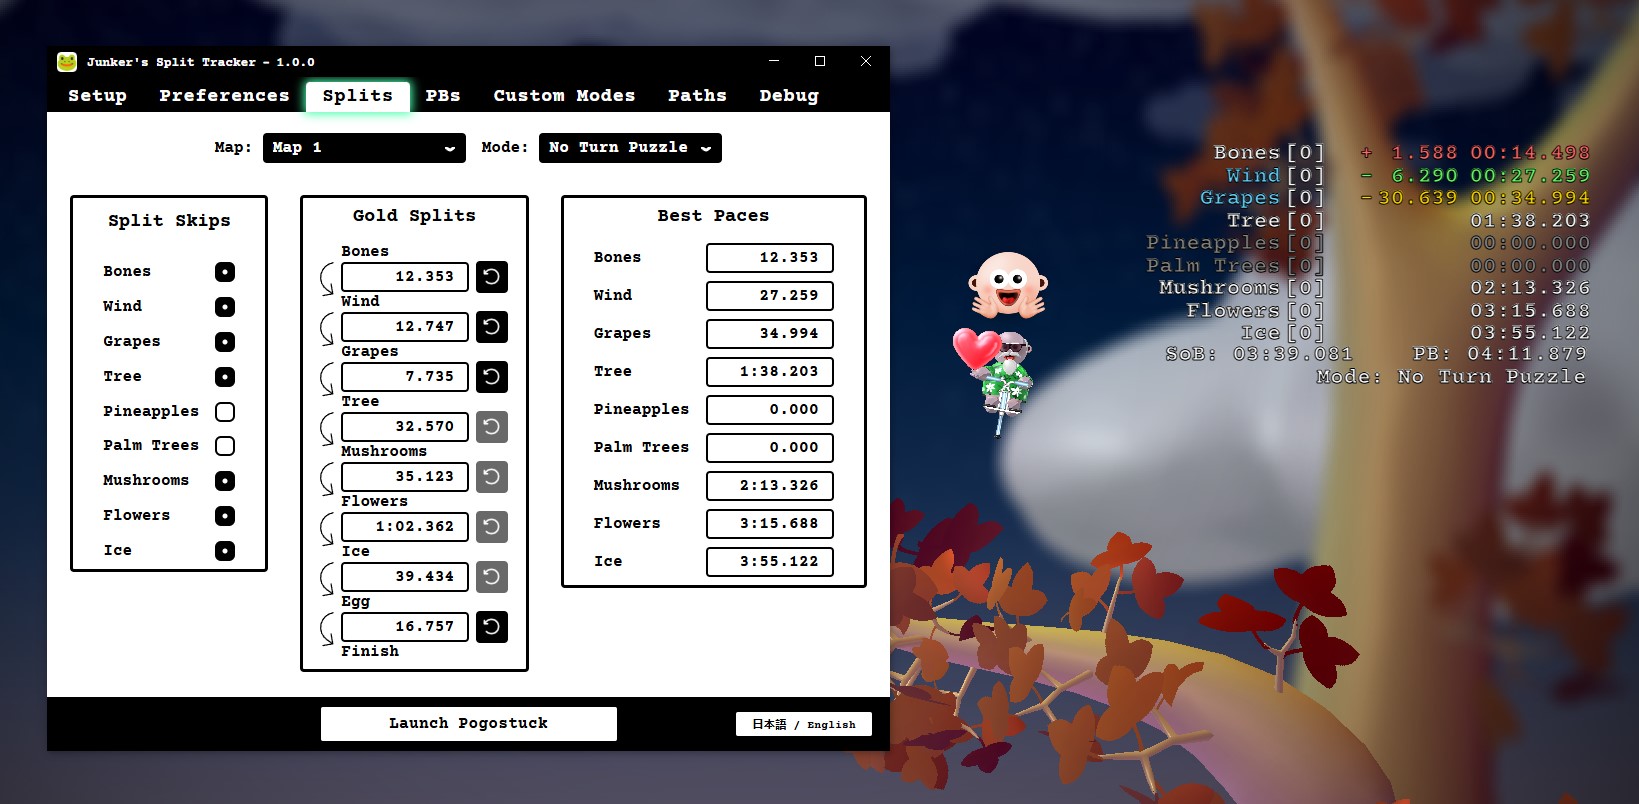 Junker's Split Tracker - 1.0.0
Setup Preferences Splits PBs Custom Modes Paths Debug
Map: Map 1 Mode: No Turn Puzzle
Split Skips
Bones
Wind
Grapes
Tree
Pineapples
Palm Trees
Mushrooms
Flowers
Ice
Gold Splits
Bones
12.353
Wind
12.747
Grapes
7.735
Tree
32.570
Mushrooms
35.123
Flowers
1:02.362
Ice
39.434
Egg
16.757
Finish
Best Paces
Bones 12.353
Wind 27.259
Grapes 34.994
Tree 1:38.203
Pineapples 0.000
Palm Trees 0.000
Mushrooms 2:13.326
Flowers 3:15.688
Ice 3:55.122
Launch Pogostuck
日本語 / English
Bones[0] + 1.588 00:14.498
Wind[0] - 6.290 00:27.259
Grapes[0] -30.639 00:34.994
Tree[0] 01:38.203
Pineapples[0] 00:00.000
Palm Trees[0] 00:00.000
Mushrooms[0] 02:13.326
Flowers[0] 03:15.688
Ice[0] 03:55.122
SoB: 03:39.081 PB: 04:11.879
Mode: No Turn Puzzle